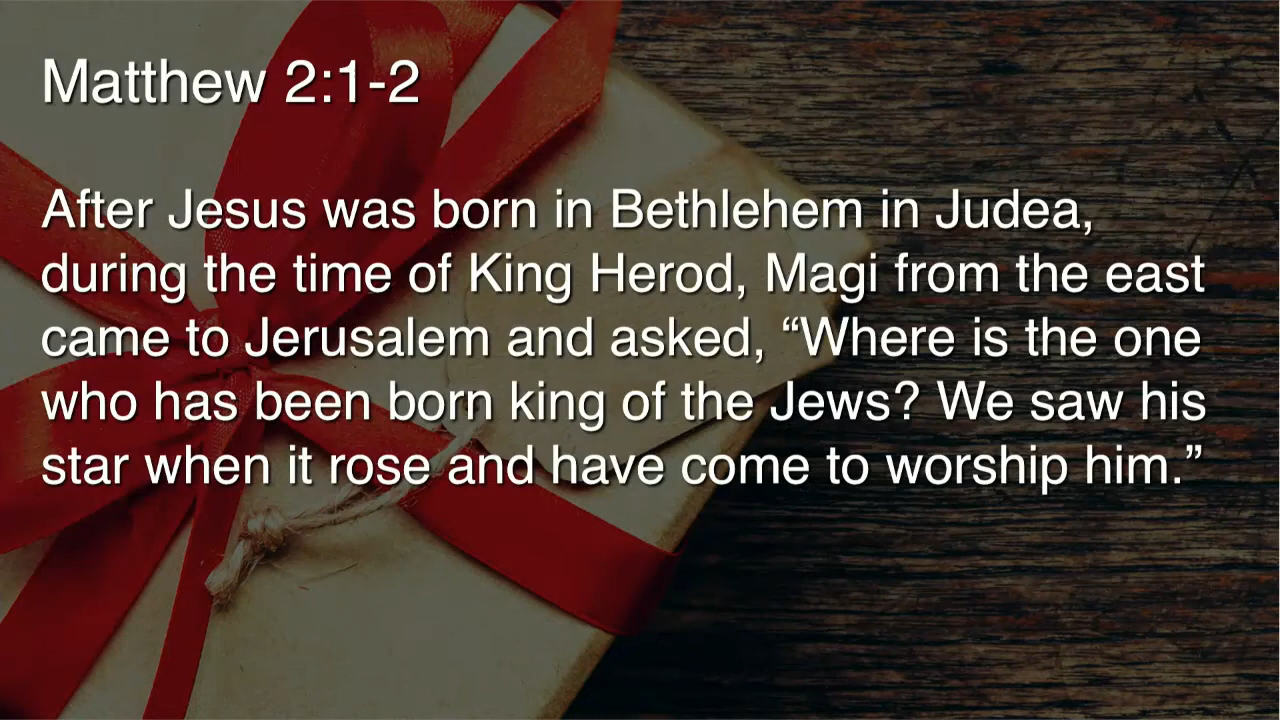 Matthew 2:1-2
After Jesus was born in Bethlehem in Judea,
during the time of King Herod, Magi from the east
came to Jerusalem and asked, “Where is the one
who has been born king of the Jews? We saw his
star when it rose and have come to worship him.”